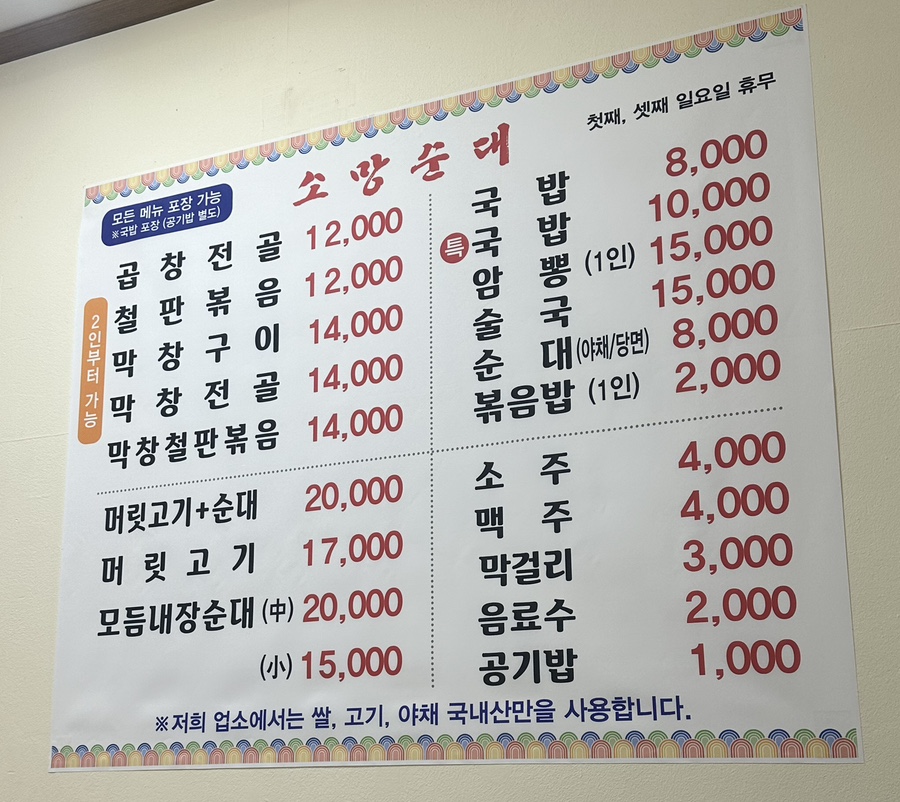 첫째, 셋째 일요일 휴무
소망순대
모든 메뉴 포장 가능
※국밥 포장 (공기밥 별도)
2인부터 가능
곱창전골 12,000
철판볶음 12,000
막창구이 14,000
막창전골 14,000
막창철판볶음 14,000
국밥 8,000
특 국밥 10,000
암뽕 (1인) 15,000
술국 15,000
순대(야채/당면) 8,000
볶음밥 (1인) 2,000
머릿고기+순대 20,000
머릿고기 17,000
모듬내장순대 (中) 20,000
(小) 15,000
소주 4,000
맥주 4,000
막걸리 3,000
음료수 2,000
공기밥 1,000
※저희 업소에서는 쌀, 고기, 야채 국내산만을 사용합니다.